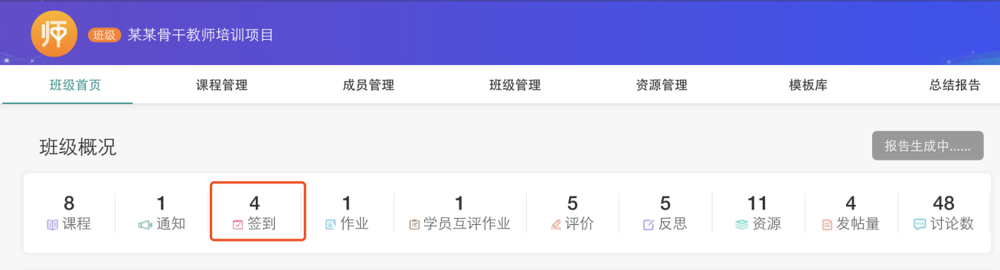 师
班级 某某骨干教师培训项目
班级首页 课程管理 成员管理 班级管理 资源管理 模板库 总结报告
班级概况 报告生成中......
8 1 4 1 1 5 5 11 4 48
课程 通知 签到 作业 学员互评作业 评价 反思 资源 发帖量 讨论数